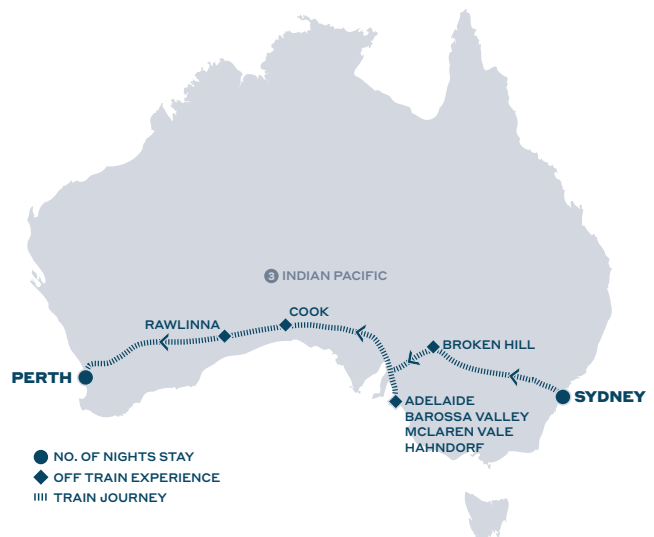 3 INDIAN PACIFIC
COOK
RAWLINNA
BROKEN HILL
PERTH
SYDNEY
ADELAIDE
BAROSSA VALLEY
MCLAREN VALE
HAHNDORF
NO. OF NIGHTS STAY
OFF TRAIN EXPERIENCE
TRAIN JOURNEY